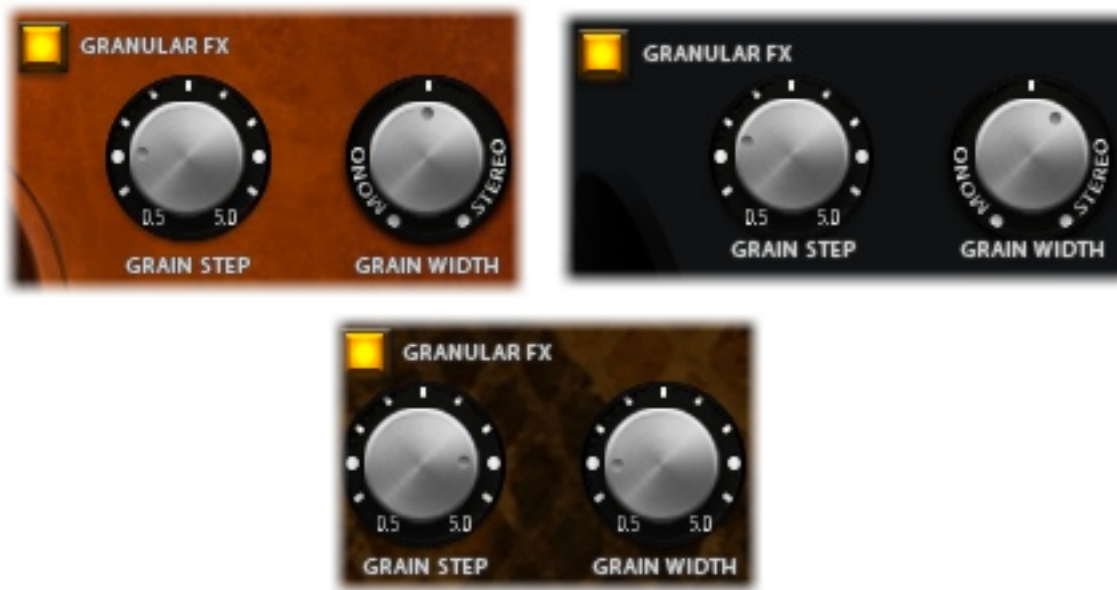 GRANULAR FX
0.5 5.0
MONO STEREO
GRAIN STEP
GRAIN WIDTH
GRANULAR FX
0.5 5.0
MONO STEREO
GRAIN STEP
GRAIN WIDTH
GRANULAR FX
0.5 5.0
0.5 5.0
GRAIN STEP
GRAIN WIDTH